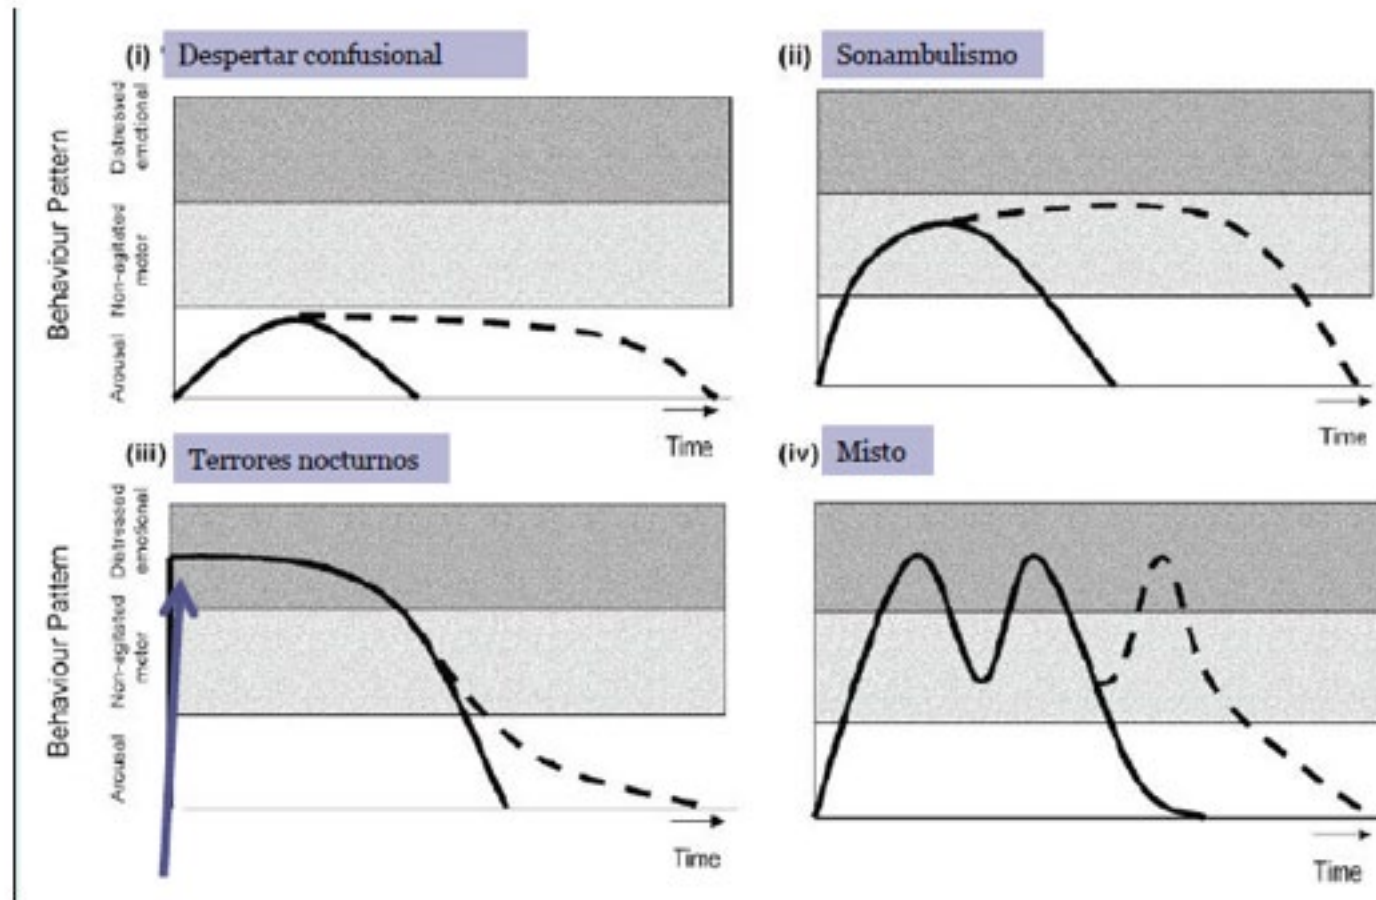 (i) Despertar confusional
(ii) Sonambulismo
Behaviour Pattern
Arousal
Non-agitated
motor
Distressed
emotional
Time
Time
(iii) Terrores nocturnos
(iv) Misto
Behaviour Pattern
Arousal
Non-agitated
motor
Distressed
emotional
Time
Time